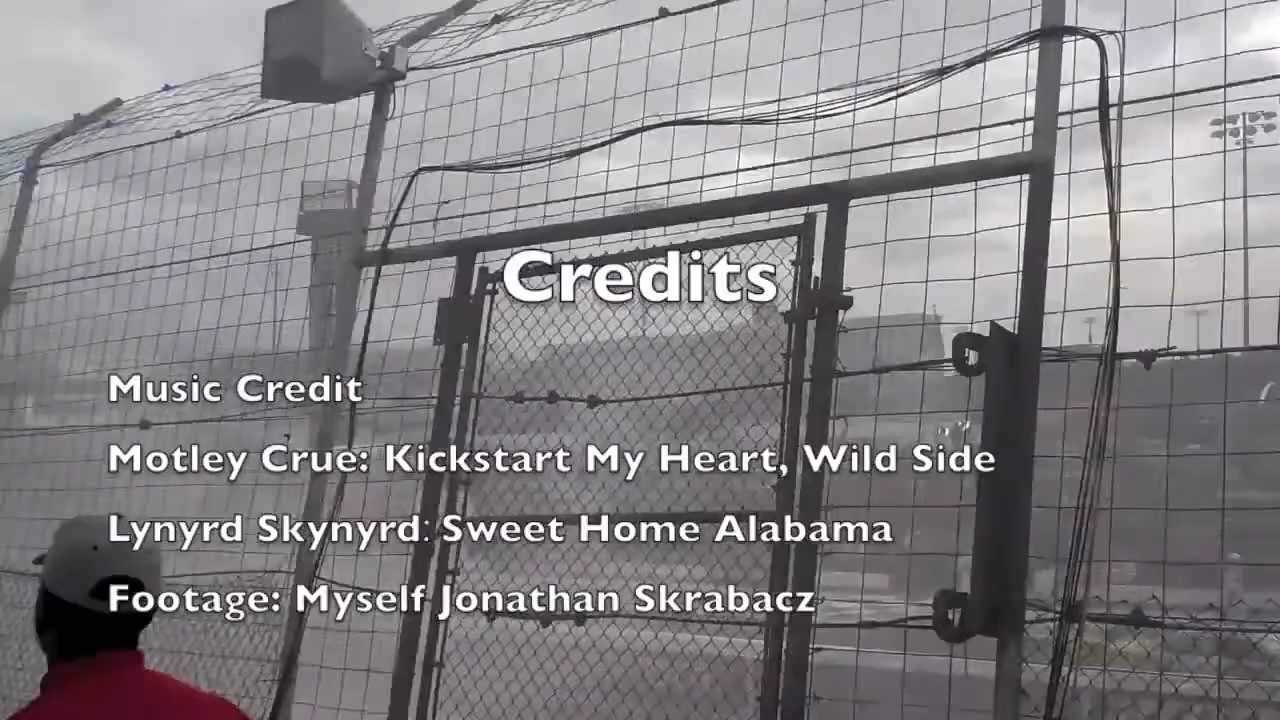 Credits
Music Credit
Motley Crue: Kickstart My Heart, Wild Side
Lynyrd Skynyrd: Sweet Home Alabama
Footage: Myself Jonathan Skrabacz